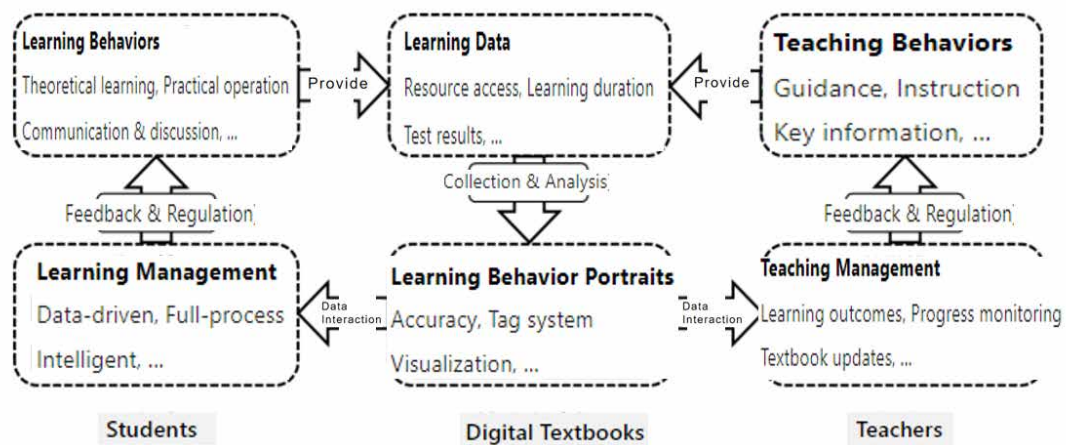 Learning Behaviors
Theoretical learning, Practical operation
Communication & discussion, ...
Provide
Learning Data
Resource access, Learning duration
Test results, ...
Provide
Teaching Behaviors
Guidance, Instruction
Key information, ...
Feedback & Regulation
Collection & Analysis
Feedback & Regulation
Learning Management
Data-driven, Full-process
Intelligent, ...
Data
Interaction
Learning Behavior Portraits
Accuracy, Tag system
Visualization, ...
Data
Interaction
Teaching Management
Learning outcomes, Progress monitoring
Textbook updates, ...
Students
Digital Textbooks
Teachers